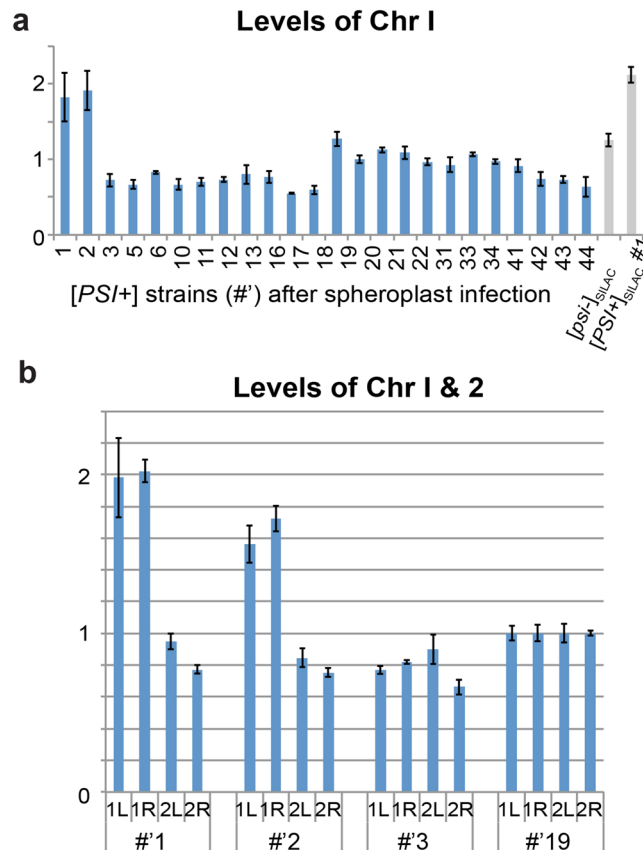 a
Levels of Chr I
2
1
0
1 2 3 5 6 10 11 12 13 16 17 18 19 20 21 22 31 33 34 41 42 43 44 [psi-]SILAC [PSI+]SILAC #1
[PSI+] strains (#') after spheroplast infection
b
Levels of Chr I & 2
2
1
0
1L 1R 2L 2R 1L 1R 2L 2R 1L 1R 2L 2R 1L 1R 2L 2R
#'1 #'2 #'3 #'19